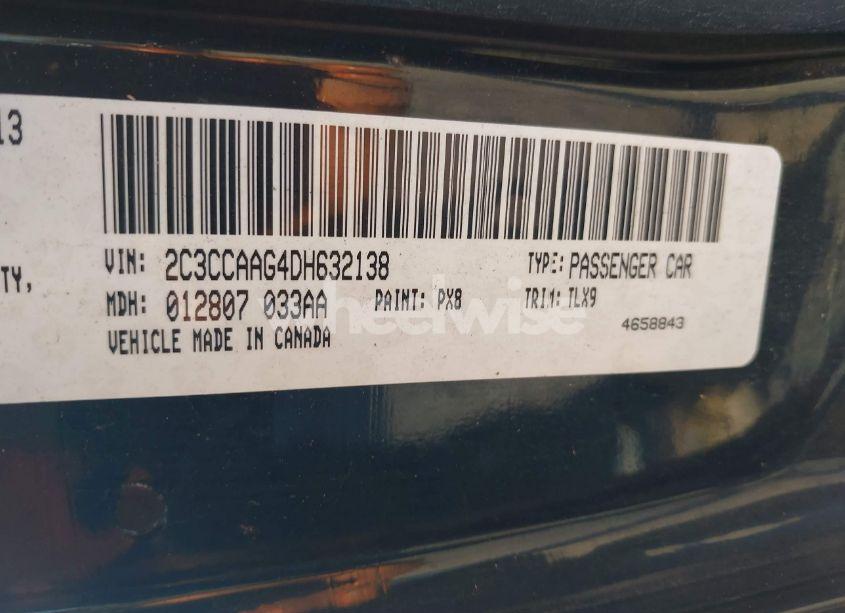 13
TY,
VIN: 2C3CCAAG4DH632138 TYPE: PASSENGER CAR
MDH: 012807 033AA PAINT: PX8 TRIM: TLX9
VEHICLE MADE IN CANADA 4658843
wheelwise